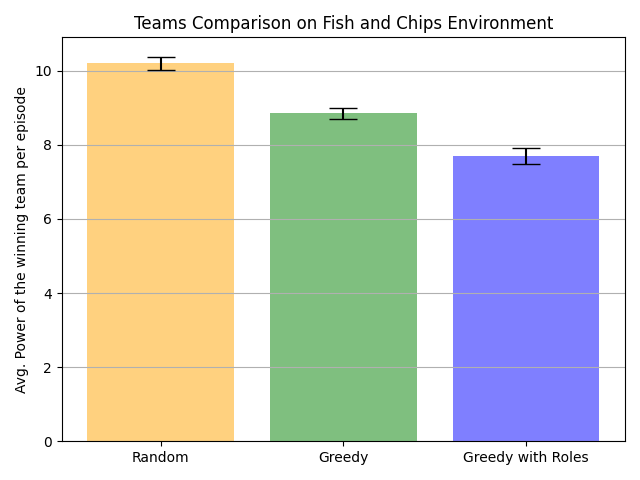 Teams Comparison on Fish and Chips Environment
Avg. Power of the winning team per episode
10
8
6
4
2
0
Random
Greedy
Greedy with Roles